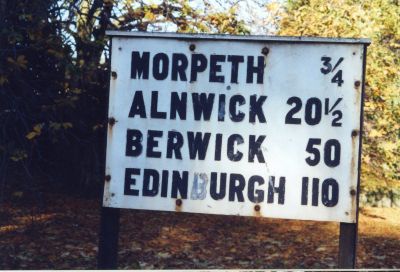 MORPETH ¾
ALNWICK 20½
BERWICK 50
EDINBURGH 110